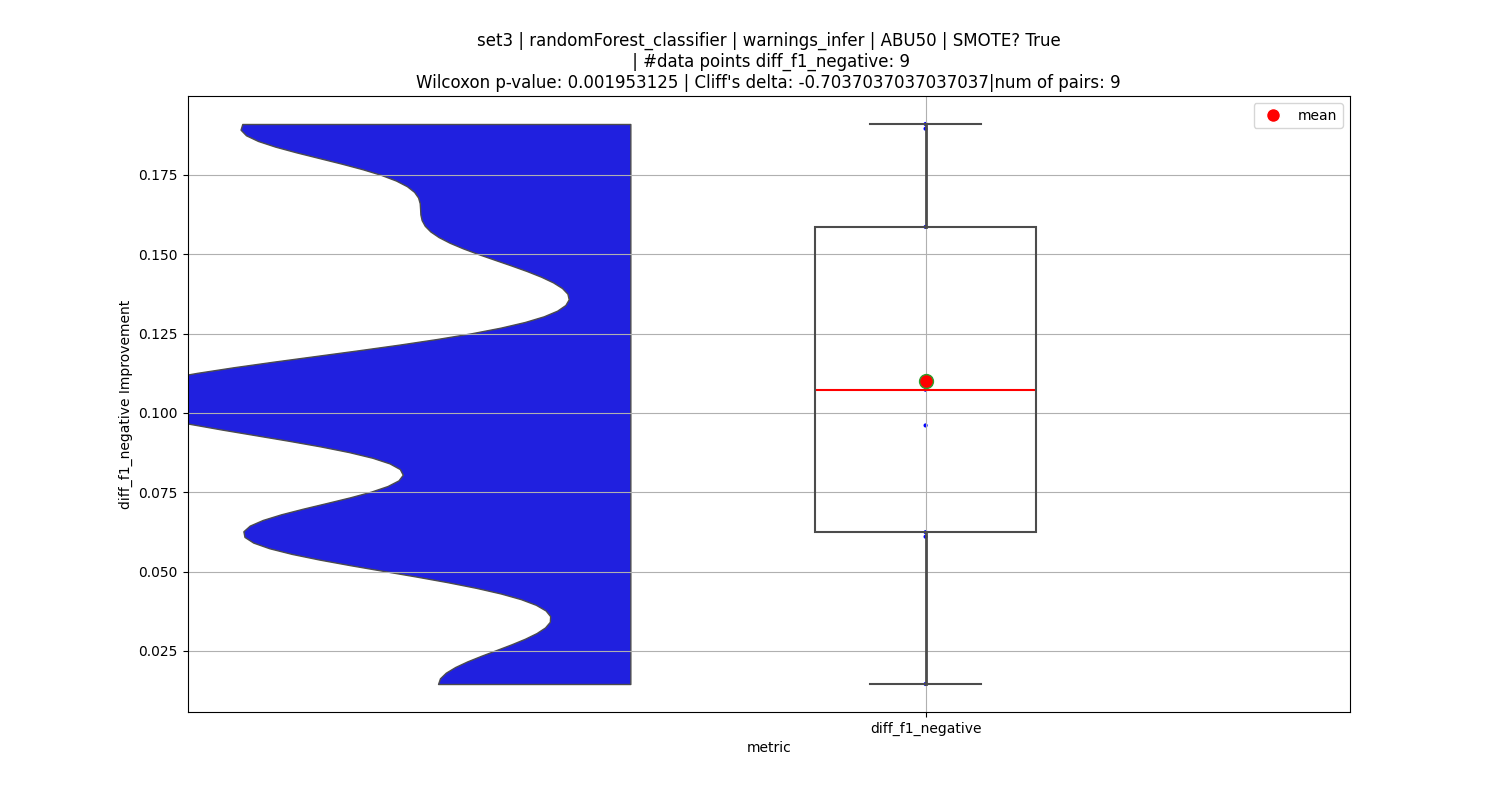 set3 | randomForest_classifier | warnings_infer | ABU50 | SMOTE? True
| #data points diff_f1_negative: 9
Wilcoxon p-value: 0.001953125 | Cliff's delta: -0.7037037037037037|num of pairs: 9
mean
0.175
0.150
0.125
0.100
0.075
0.050
0.025
diff_f1_negative Improvement
diff_f1_negative
metric